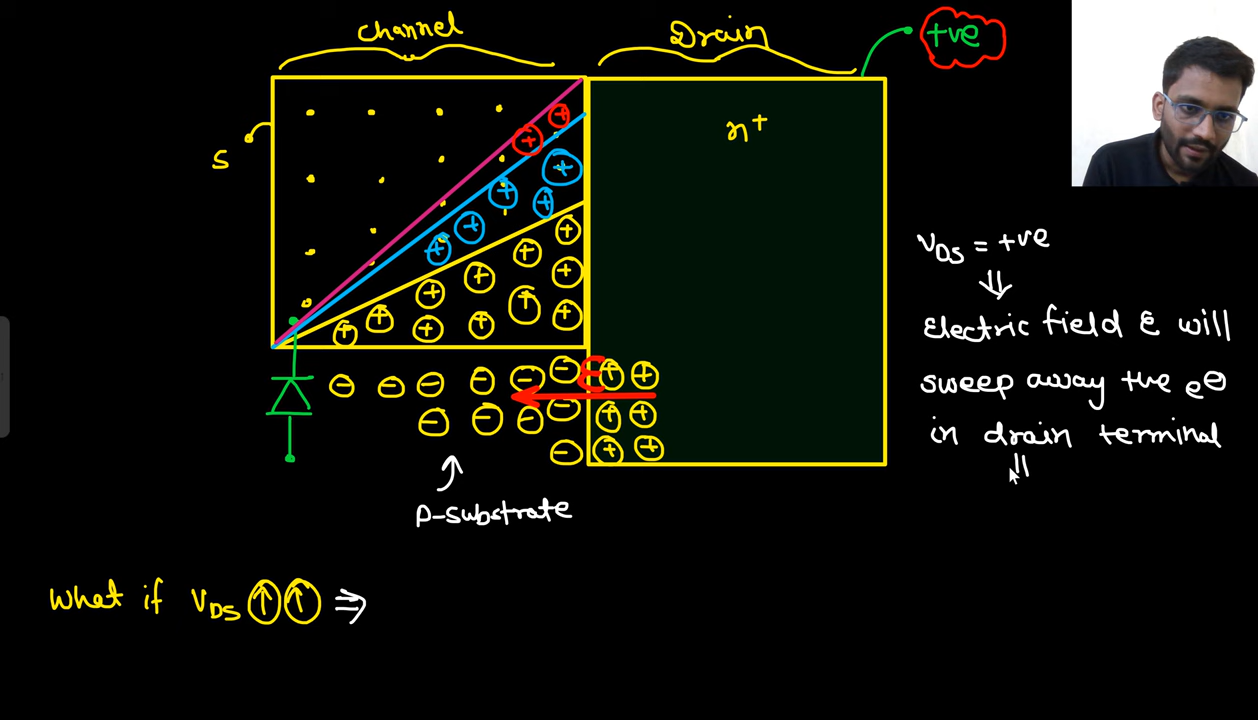 Channel
Drain
+ve
n+
S
VDS = +ve
⇓
Electric field E will
sweep away the e⊖
in drain terminal
E
P-substrate
What if VDS ↑ ↑ ⇒